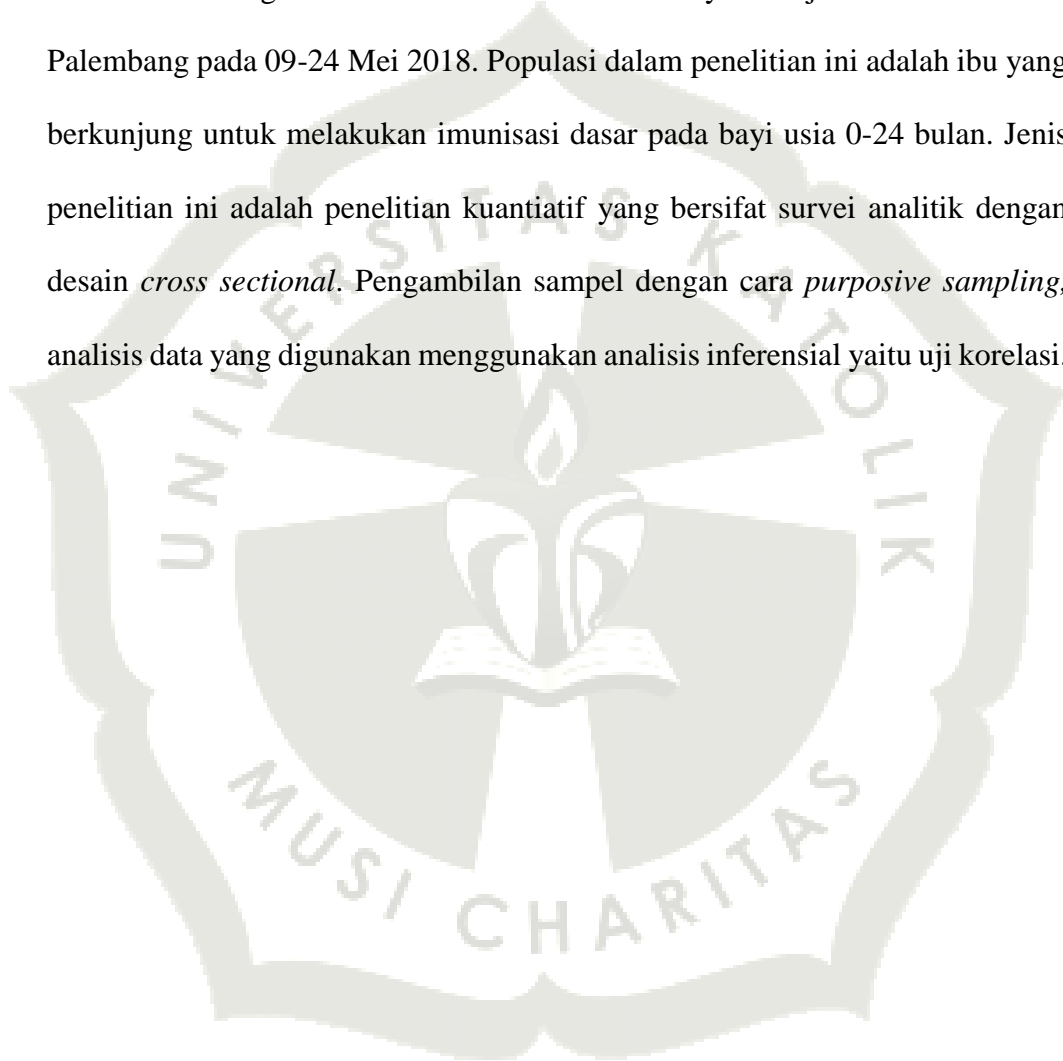 Palembang pada 09-24 Mei 2018. Populasi dalam penelitian ini adalah ibu yang
berkunjung untuk melakukan imunisasi dasar pada bayi usia 0-24 bulan. Jenis
penelitian ini adalah penelitian kuantiatif yang bersifat survei analitik dengan
desain cross sectional. Pengambilan sampel dengan cara purposive sampling,
analisis data yang digunakan menggunakan analisis inferensial yaitu uji korelasi.
UNIVERSITAS KATOLIK
MUSI CHARITAS